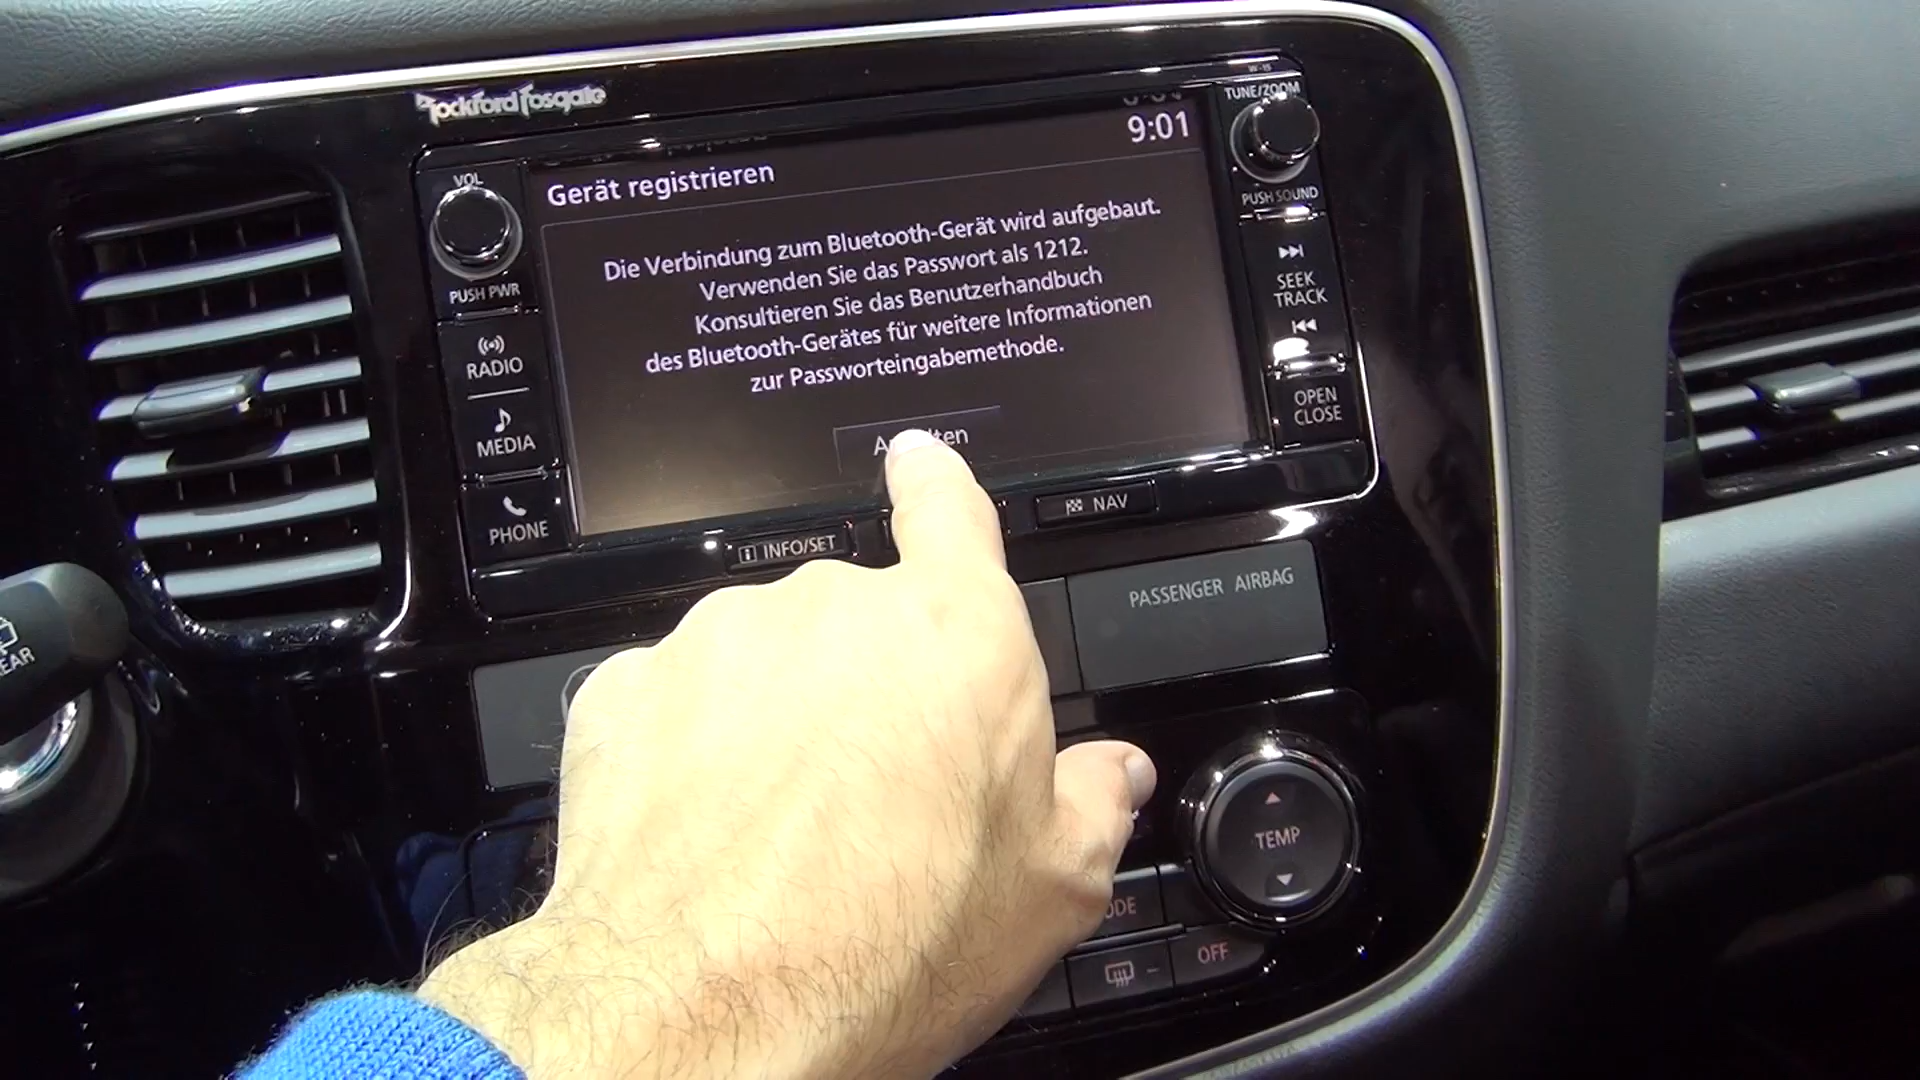 Rockford Fosgate
TUNE/ZOOM
9:01
VOL
Gerät registrieren
PUSH SOUND
Die Verbindung zum Bluetooth-Gerät wird aufgebaut.
Verwenden Sie das Passwort als 1212.
Konsultieren Sie das Benutzerhandbuch
des Bluetooth-Gerätes für weitere Informationen
zur Passworteingabemethode.
PUSH PWR
SEEK
TRACK
RADIO
OPEN
CLOSE
MEDIA
PHONE
NAV
INFO/SET
PASSENGER AIRBAG
TEMP
OFF